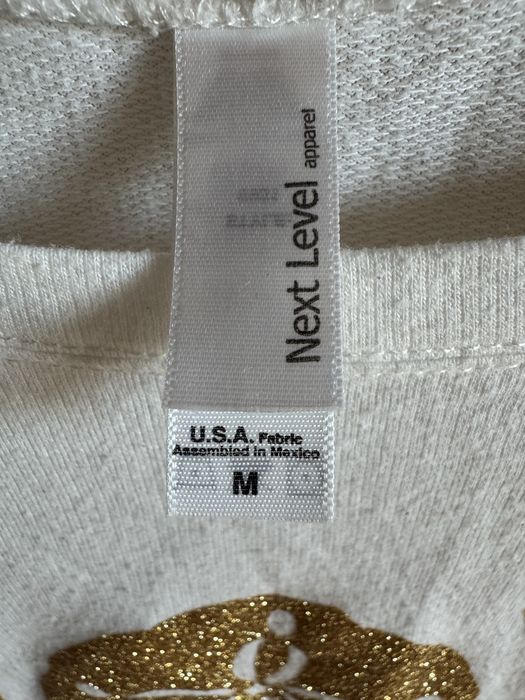 Next Level apparel
U.S.A. Fabric
Assembled in Mexico
M